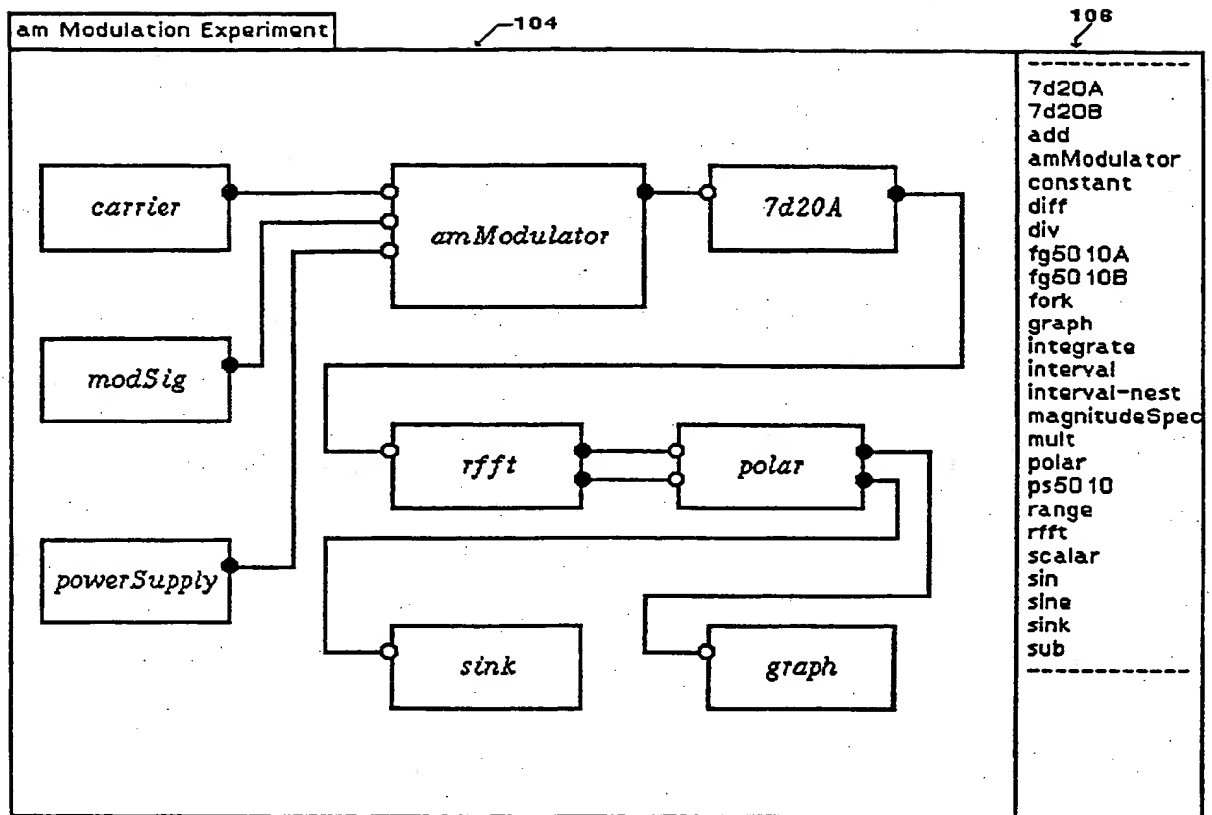 am Modulation Experiment
104
106
------------
7d20A
7d20B
add
amModulator
constant
diff
div
fg5010A
fg5010B
fork
graph
integrate
interval
interval-nest
magnitudeSpec
mult
polar
ps5010
range
rfft
scalar
sin
sine
sink
sub
------------
carrier
amModulator
7d20A
modSig
rfft
polar
powerSupply
sink
graph